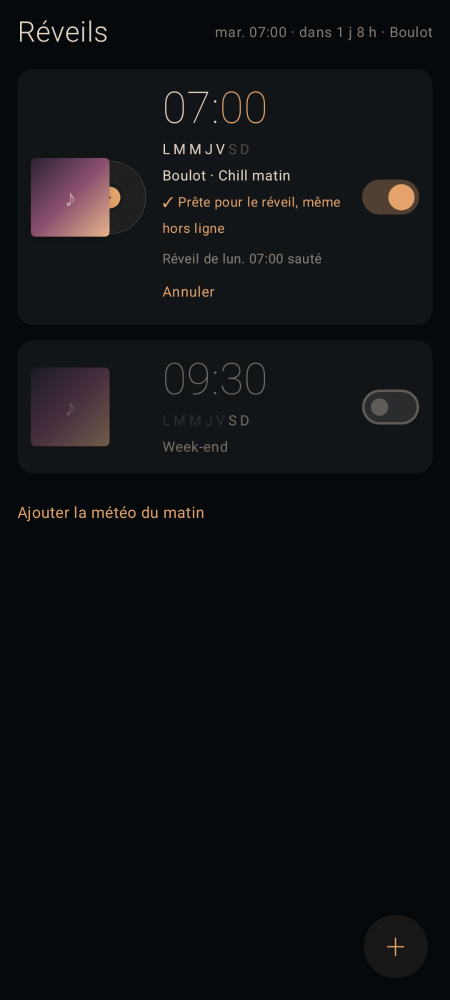 Réveils
mar. 07:00 · dans 1 j 8 h · Boulot
07:00
LMMJVSD
Boulot · Chill matin
✓ Prête pour le réveil, même
hors ligne
Réveil de lun. 07:00 sauté
Annuler
09:30
LMMJVSD
Week-end
Ajouter la météo du matin